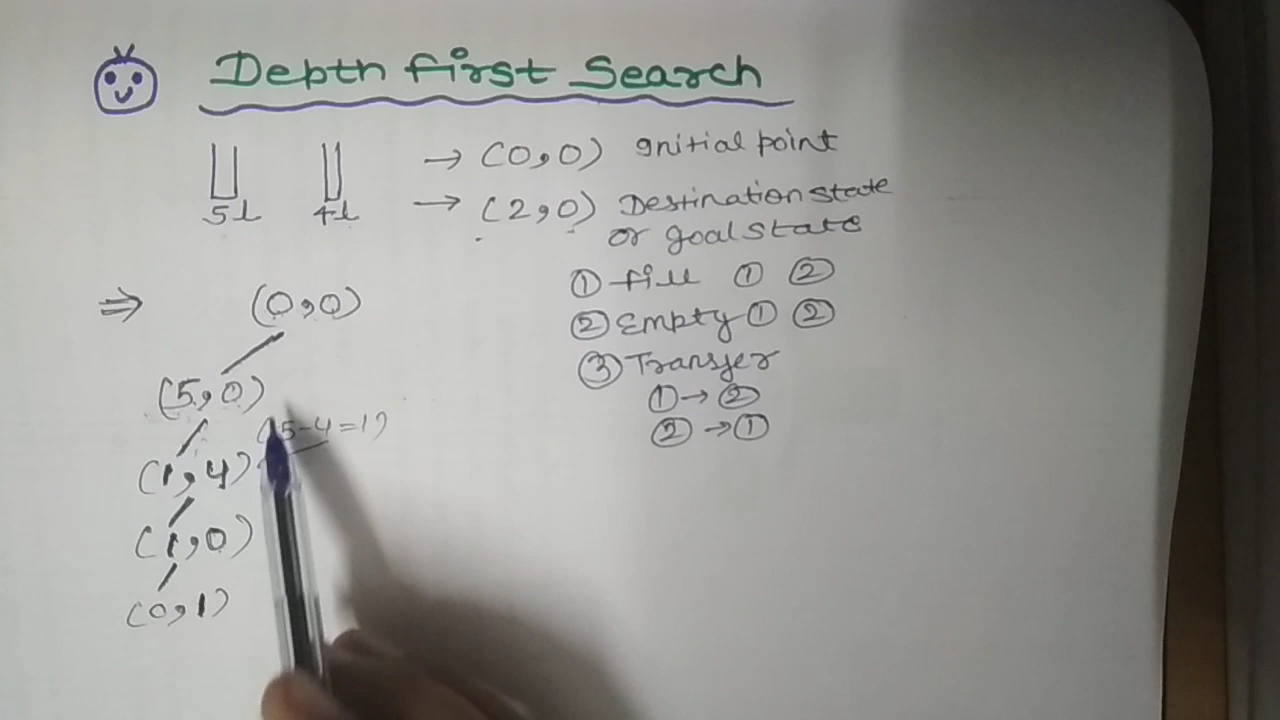 Depth first Search
→ (0,0) Initial point
5l 4l → (2,0) Destination state
or goal state
① fill ① ②
⇒ (0,0)
② Empty ① ②
③ Transfer
(5,0) ① → ②
(5-4=1) ② → ①
(1,4)
(1,0)
(0,1)